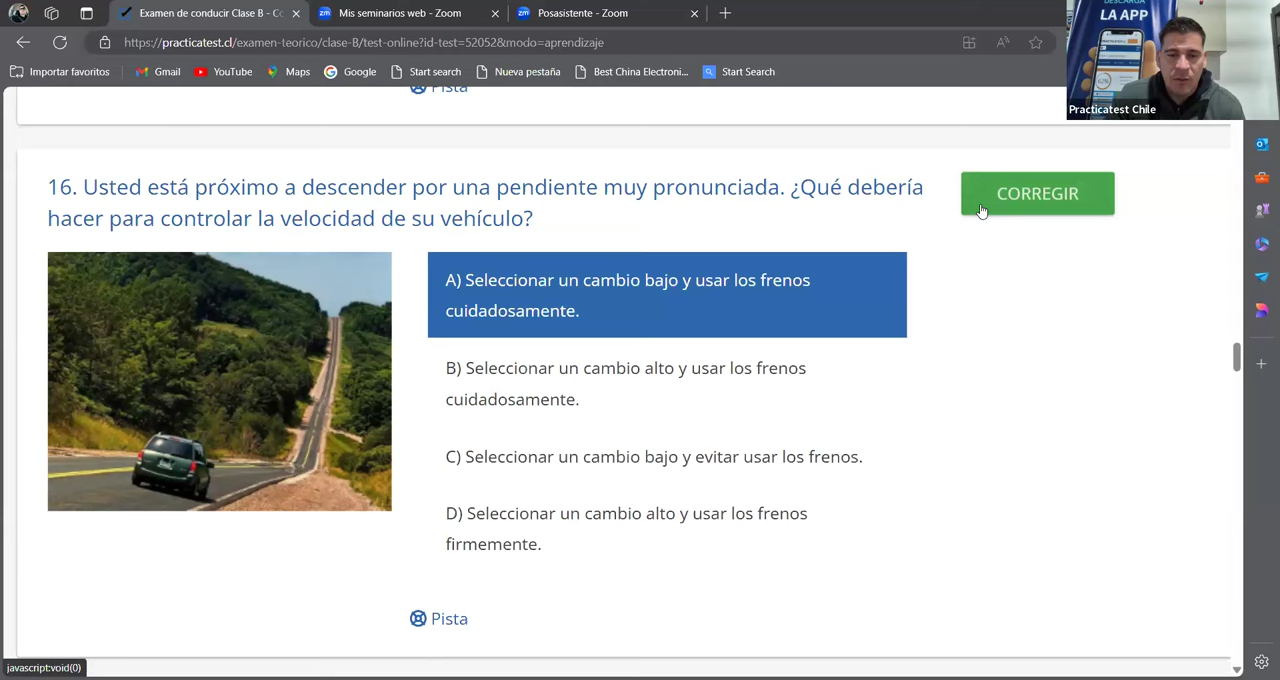 Examen de conducir Clase B - Cc
Mis seminarios web - Zoom
Posasistente - Zoom
https://practicatest.cl/examen-teorico/clase-B/test-online?id-test=52052&modo=aprendizaje
Importar favoritos
Gmail
YouTube
Maps
Google
Start search
Nueva pestaña
Best China Electroni...
Start Search
DESCARGA
LA APP
Practicatest Chile
Pista
16. Usted está próximo a descender por una pendiente muy pronunciada. ¿Qué debería
hacer para controlar la velocidad de su vehículo?
CORREGIR
A) Seleccionar un cambio bajo y usar los frenos
cuidadosamente.
B) Seleccionar un cambio alto y usar los frenos
cuidadosamente.
C) Seleccionar un cambio bajo y evitar usar los frenos.
D) Seleccionar un cambio alto y usar los frenos
firmemente.
Pista
javascript:void(0)